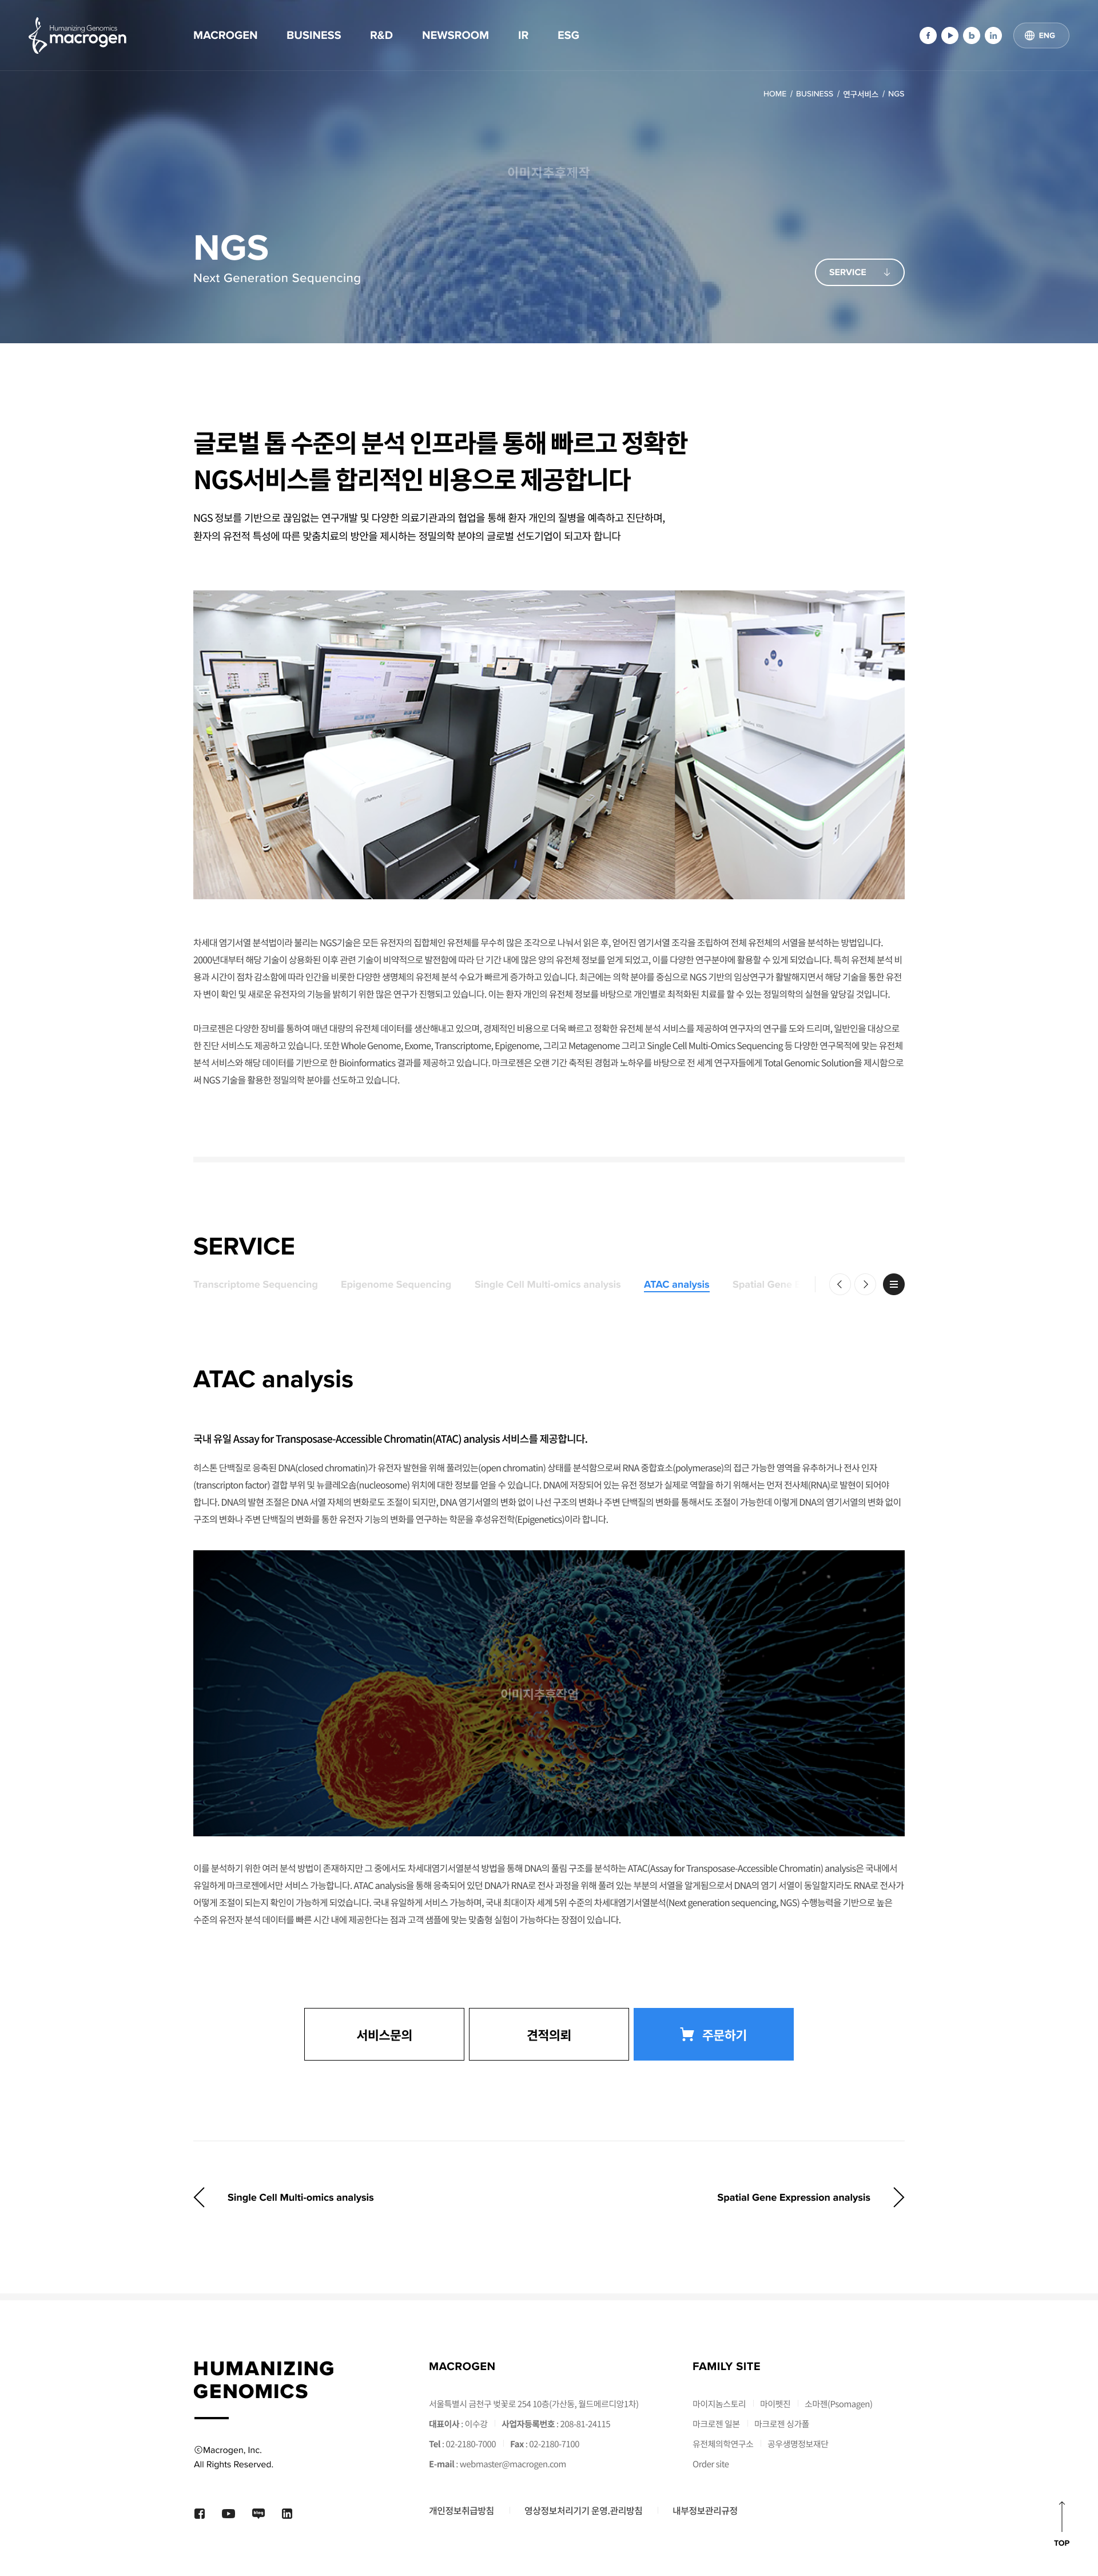 Humanizing Genomics
macrogen
MACROGEN BUSINESS R&D NEWSROOM IR ESG
ENG
HOME / BUSINESS / 연구서비스 / NGS
이미지추후제작
NGS
Next Generation Sequencing
SERVICE
글로벌 톱 수준의 분석 인프라를 통해 빠르고 정확한
NGS서비스를 합리적인 비용으로 제공합니다
NGS 정보를 기반으로 끊임없는 연구개발 및 다양한 의료기관과의 협업을 통해 환자 개인의 질병을 예측하고 진단하며,
환자의 유전적 특성에 따른 맞춤치료의 방안을 제시하는 정밀의학 분야의 글로벌 선도기업이 되고자 합니다
차세대 염기서열 분석법이라 불리는 NGS기술은 모든 유전자의 집합체인 유전체를 무수히 많은 조각으로 나눠서 읽은 후, 얻어진 염기서열 조각을 조립하여 전체 유전체의 서열을 분석하는 방법입니다.
2000년대부터 해당 기술이 상용화된 이후 관련 기술이 비약적으로 발전함에 따라 단 기간 내에 많은 양의 유전체 정보를 얻게 되었고, 이를 다양한 연구분야에 활용할 수 있게 되었습니다. 특히 유전체 분석 비
용과 시간이 점차 감소함에 따라 인간을 비롯한 다양한 생명체의 유전체 분석 수요가 빠르게 증가하고 있습니다. 최근에는 의학 분야를 중심으로 NGS 기반의 임상연구가 활발해지면서 해당 기술을 통한 유전
자 변이 확인 및 새로운 유전자의 기능을 밝히기 위한 많은 연구가 진행되고 있습니다. 이는 환자 개인의 유전체 정보를 바탕으로 개인별로 최적화된 치료를 할 수 있는 정밀의학의 실현을 앞당길 것입니다.
마크로젠은 다양한 장비를 통하여 매년 대량의 유전체 데이터를 생산해내고 있으며, 경제적인 비용으로 더욱 빠르고 정확한 유전체 분석 서비스를 제공하여 연구자의 연구를 도와 드리며, 일반인을 대상으로
한 진단 서비스도 제공하고 있습니다. 또한 Whole Genome, Exome, Transcriptome, Epigenome, 그리고 Metagenome 그리고 Single Cell Multi-Omics Sequencing 등 다양한 연구목적에 맞는 유전체
분석 서비스와 해당 데이터를 기반으로 한 Bioinformatics 결과를 제공하고 있습니다. 마크로젠은 오랜 기간 축적된 경험과 노하우를 바탕으로 전 세계 연구자들에게 Total Genomic Solution을 제시함으로
써 NGS 기술을 활용한 정밀의학 분야를 선도하고 있습니다.
SERVICE
Transcriptome Sequencing Epigenome Sequencing Single Cell Multi-omics analysis ATAC analysis Spatial Gene
ATAC analysis
국내 유일 Assay for Transposase-Accessible Chromatin(ATAC) analysis 서비스를 제공합니다.
히스톤 단백질로 응축된 DNA(closed chromatin)가 유전자 발현을 위해 풀려있는(open chromatin) 상태를 분석함으로써 RNA 중합효소(polymerase)의 접근 가능한 영역을 유추하거나 전사 인자
(transcripton factor) 결합 부위 및 뉴클레오솜(nucleosome) 위치에 대한 정보를 얻을 수 있습니다. DNA에 저장되어 있는 유전 정보가 실제로 역할을 하기 위해서는 먼저 전사체(RNA)로 발현이 되어야
합니다. DNA의 발현 조절은 DNA 서열 자체의 변화로도 조절이 되지만, DNA 염기서열의 변화 없이 나선 구조의 변화나 주변 단백질의 변화를 통해서도 조절이 가능한데 이렇게 DNA의 염기서열의 변화 없이
구조의 변화나 주변 단백질의 변화를 통한 유전자 기능의 변화를 연구하는 학문을 후성유전학(Epigenetics)이라 합니다.
이미지추후작업
이를 분석하기 위한 여러 분석 방법이 존재하지만 그 중에서도 차세대염기서열분석 방법을 통해 DNA의 풀림 구조를 분석하는 ATAC(Assay for Transposase-Accessible Chromatin) analysis은 국내에서
유일하게 마크로젠에서만 서비스 가능합니다. ATAC analysis을 통해 응축되어 있던 DNA가 RNA로 전사 과정을 위해 풀려 있는 부분의 서열을 알게됨으로서 DNA의 염기 서열이 동일할지라도 RNA로 전사가
어떻게 조절이 되는지 확인이 가능하게 되었습니다. 국내 유일하게 서비스 가능하며, 국내 최대이자 세계 5위 수준의 차세대염기서열분석(Next generation sequencing, NGS) 수행능력을 기반으로 높은
수준의 유전자 분석 데이터를 빠른 시간 내에 제공한다는 점과 고객 샘플에 맞는 맞춤형 실험이 가능하다는 장점이 있습니다.
서비스문의 견적의뢰 주문하기
Single Cell Multi-omics analysis Spatial Gene Expression analysis
HUMANIZING
GENOMICS
ⓒMacrogen, Inc.
All Rights Reserved.
MACROGEN
서울특별시 금천구 벚꽃로 254 10층(가산동, 월드메르디앙1차)
대표이사 : 이수강 사업자등록번호 : 208-81-24115
Tel : 02-2180-7000 Fax : 02-2180-7100
E-mail : webmaster@macrogen.com
FAMILY SITE
마이지놈스토리 마이펫진 소마젠(Psomagen)
마크로젠 일본 마크로젠 싱가폴
유전체의학연구소 공우생명정보재단
Order site
개인정보취급방침 영상정보처리기기 운영.관리방침 내부정보관리규정
TOP